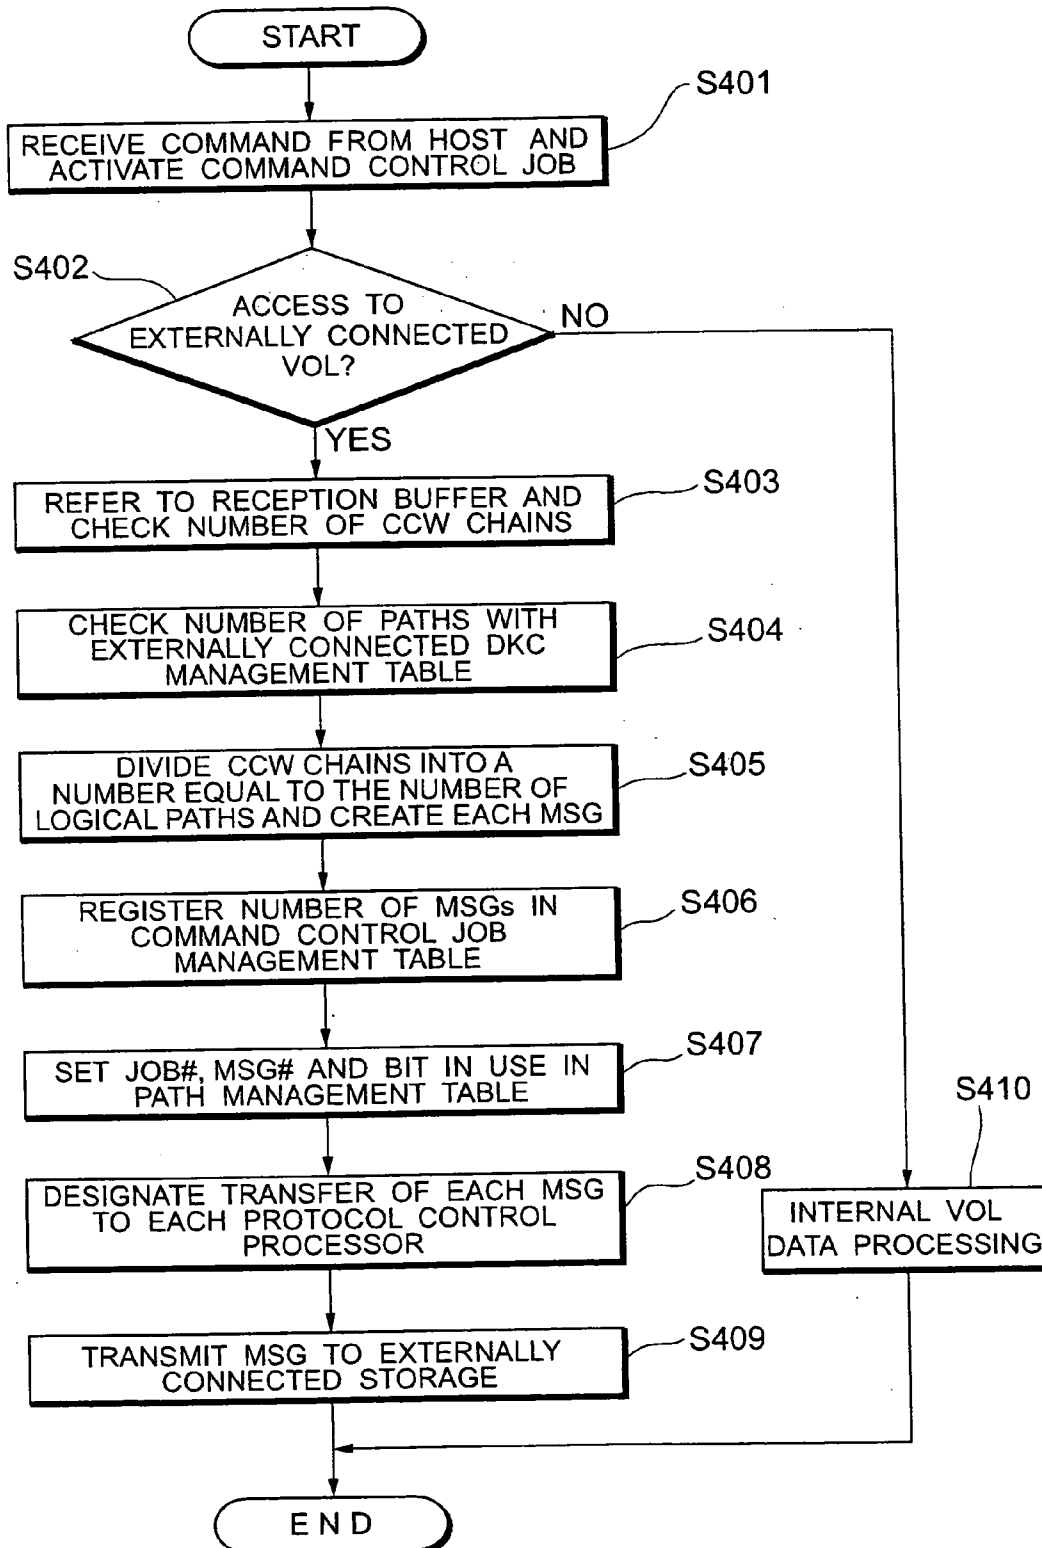 START
S401
RECEIVE COMMAND FROM HOST AND
ACTIVATE COMMAND CONTROL JOB
S402
ACCESS TO
EXTERNALLY CONNECTED
VOL?
NO
YES
S403
REFER TO RECEPTION BUFFER AND
CHECK NUMBER OF CCW CHAINS
S404
CHECK NUMBER OF PATHS WITH
EXTERNALLY CONNECTED DKC
MANAGEMENT TABLE
S405
DIVIDE CCW CHAINS INTO A
NUMBER EQUAL TO THE NUMBER OF
LOGICAL PATHS AND CREATE EACH MSG
S406
REGISTER NUMBER OF MSGs IN
COMMAND CONTROL JOB
MANAGEMENT TABLE
S407
SET JOB#, MSG# AND BIT IN USE IN
PATH MANAGEMENT TABLE
S410
S408
DESIGNATE TRANSFER OF EACH MSG
TO EACH PROTOCOL CONTROL
PROCESSOR
INTERNAL VOL
DATA PROCESSING
S409
TRANSMIT MSG TO EXTERNALLY
CONNECTED STORAGE
END